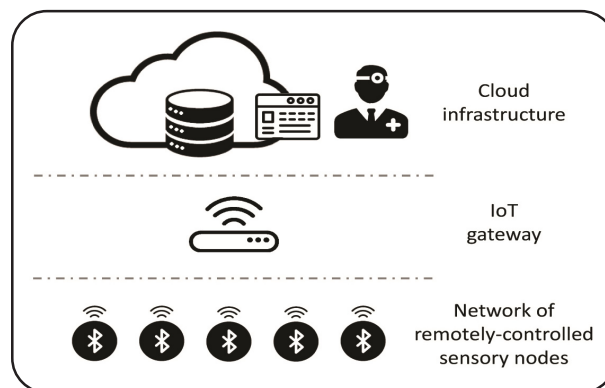 Cloud
infrastructure
IoT
gateway
Network of
remotely-controlled
sensory nodes